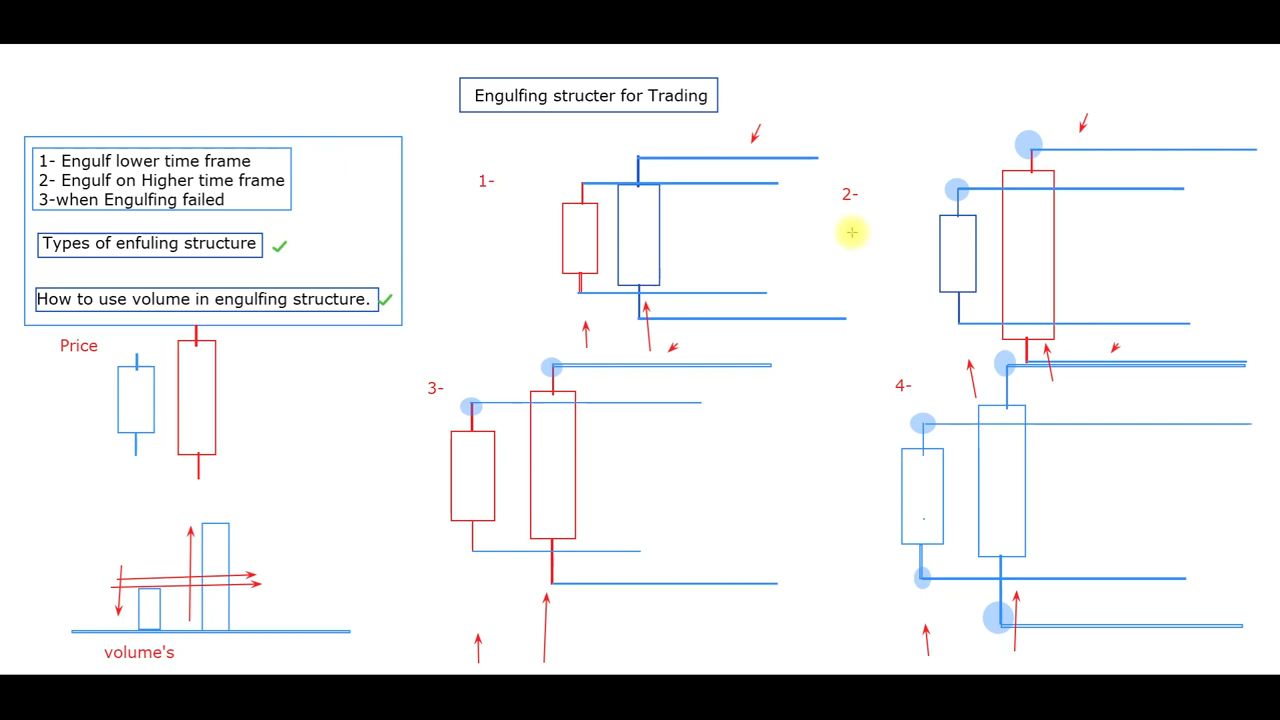 Engulfing structer for Trading
1- Engulf lower time frame
2- Engulf on Higher time frame
3-when Engulfing failed
Types of enfuling structure
How to use volume in engulfing structure.
Price
volume's
1-
2-
3-
4-